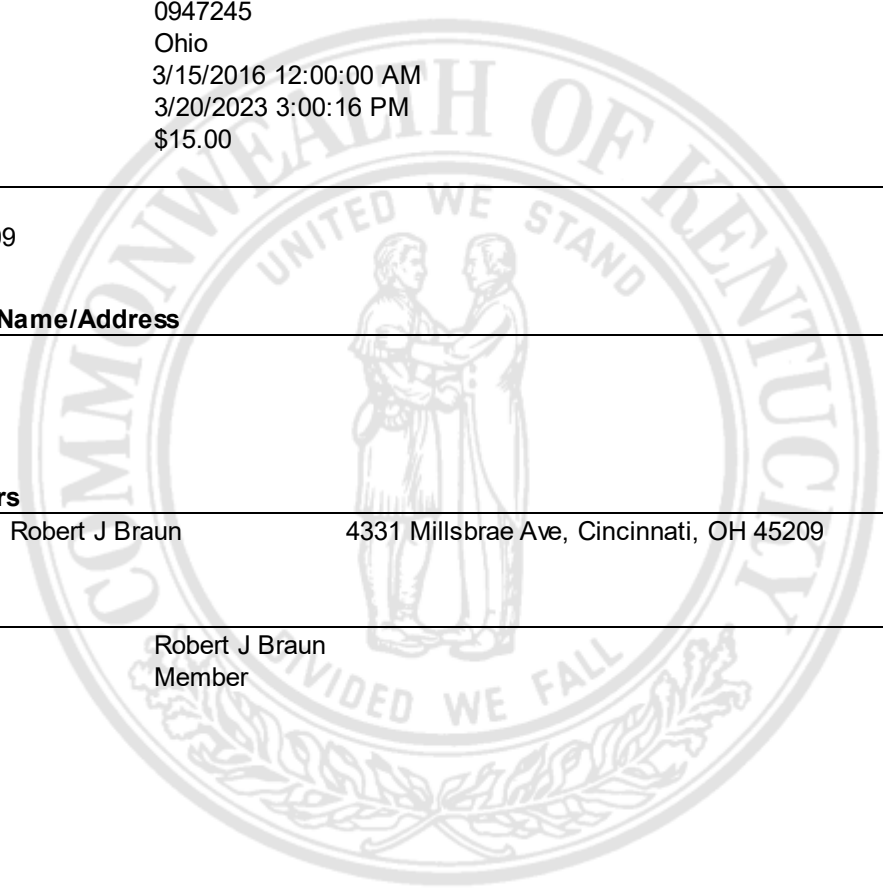 0947245
Ohio
3/15/2016 12:00:00 AM
3/20/2023 3:00:16 PM
$15.00
COMMONWEALTH OF KENTUCKY
UNITED WE STAND
09
Name/Address
rs
Robert J Braun 4331 Millsbrae Ave, Cincinnati, OH 45209
Robert J Braun
Member
DIVIDED WE FALL